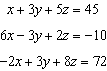 x + 3y + 5z = 45
6x − 3y + 2z = −10
−2x + 3y + 8z = 72